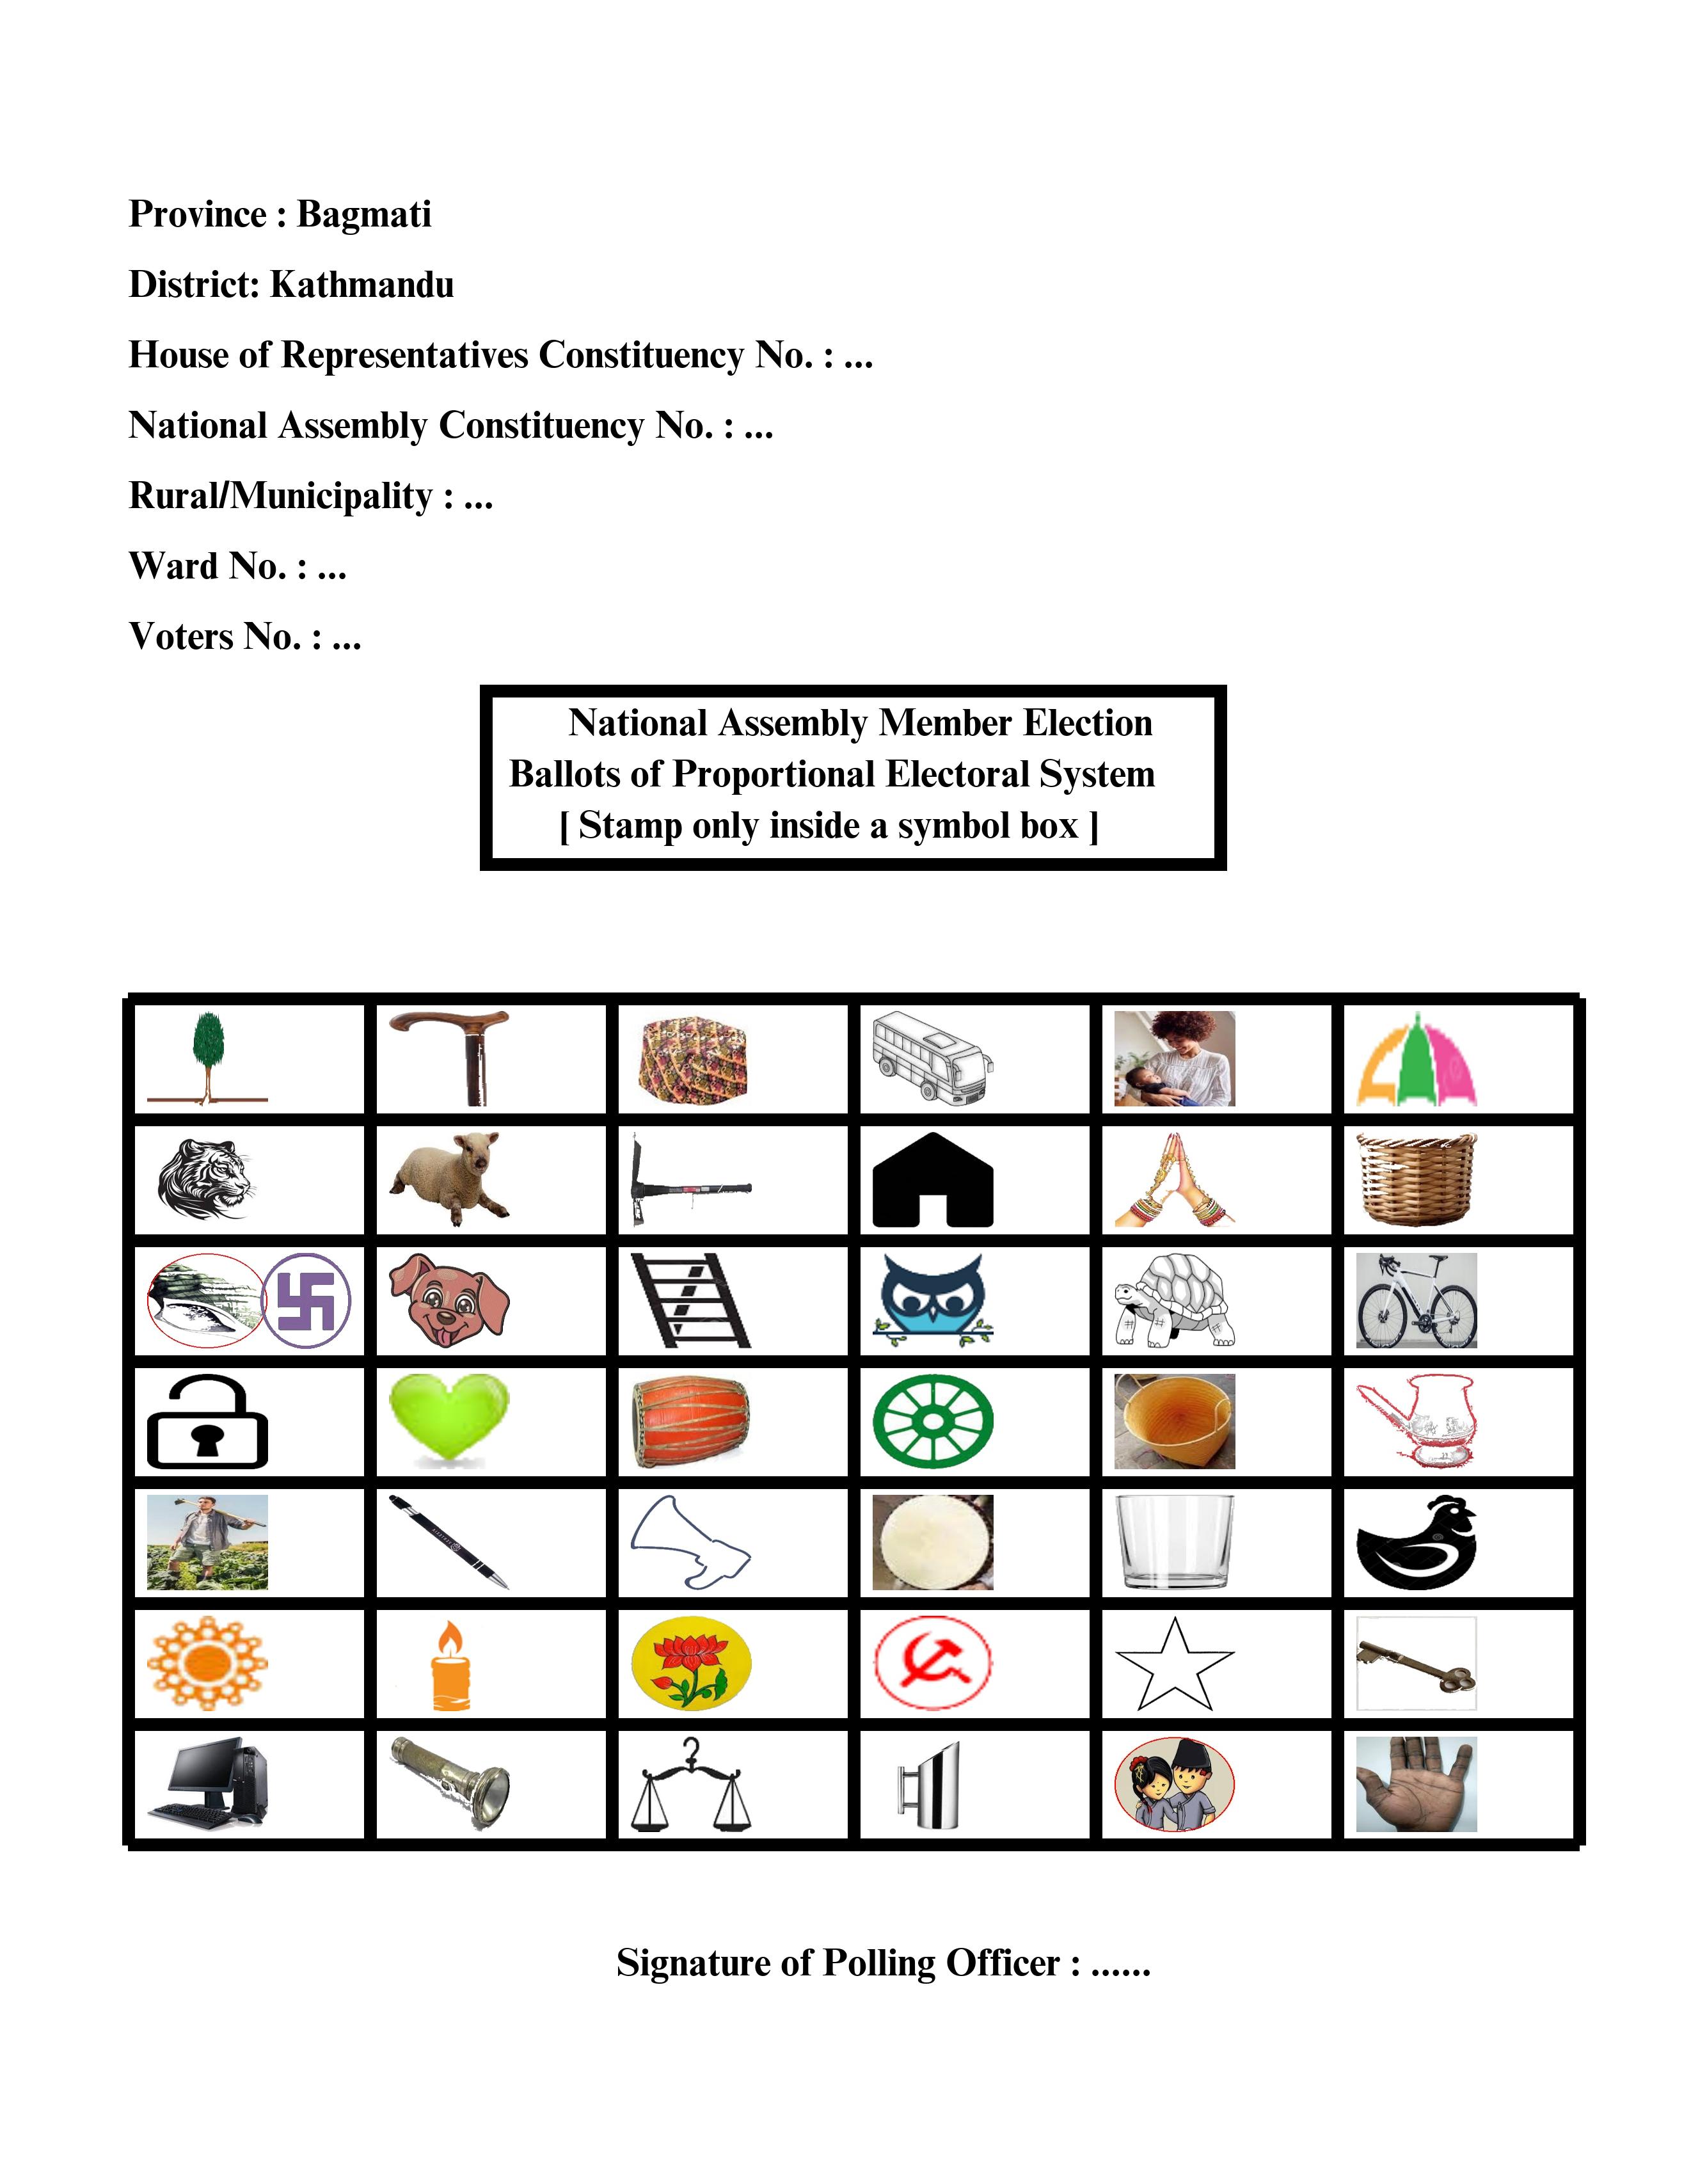 Province : Bagmati
District: Kathmandu
House of Representatives Constituency No. : ...
National Assembly Constituency No. : ...
Rural/Municipality : ...
Ward No. : ...
Voters No. : ...
National Assembly Member Election
Ballots of Proportional Electoral System
[ Stamp only inside a symbol box ]
Signature of Polling Officer : ......